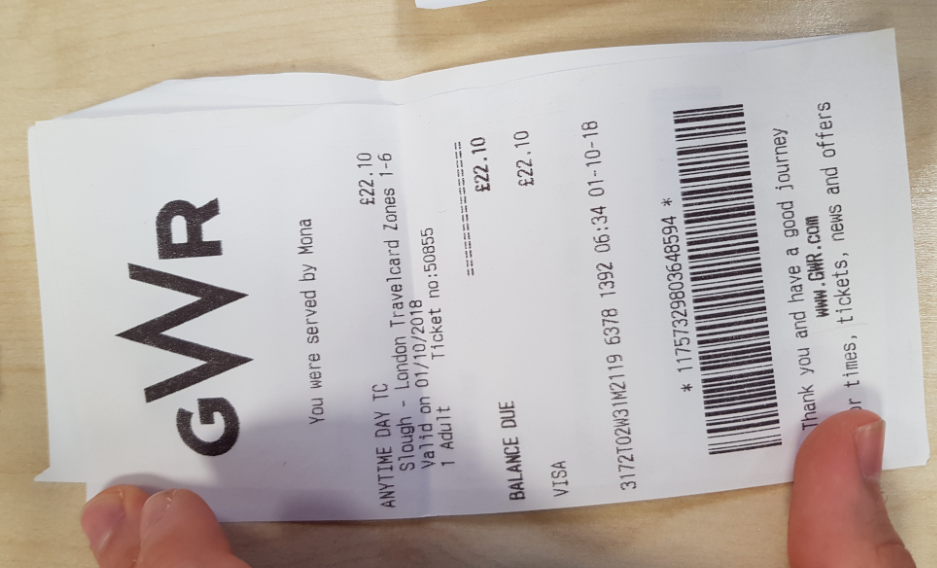 GWR
You were served by Mona
ANYTIME DAY TC £22.10
Slough - London Travelcard Zones 1-6
Valid on 01/10/2018
1 Adult Ticket no:50855
----------------
BALANCE DUE £22.10
VISA £22.10
3172T02W31M2119 6378 1392 06:34 01-10-18
* 11757329803648594 *
Thank you and have a good journey
www.GWR.com
times, tickets, news and offers